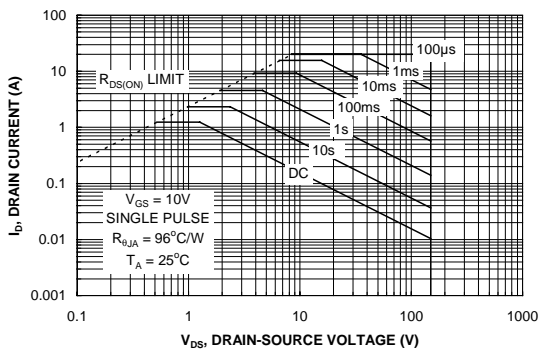 100
10
1
0.1
0.01
0.001
I_D, DRAIN CURRENT (A)
R_DS(ON) LIMIT
100µs
1ms
10ms
100ms
1s
10s
DC
V_GS = 10V
SINGLE PULSE
R_θJA = 96°C/W
T_A = 25°C
0.1
1
10
100
1000
V_DS, DRAIN-SOURCE VOLTAGE (V)